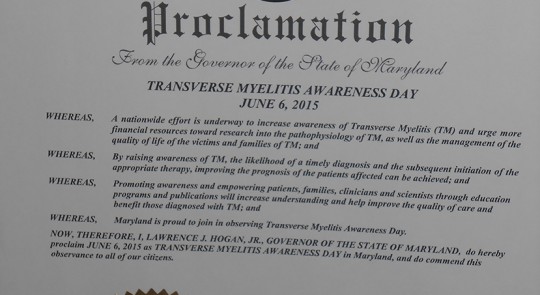 Proclamation
From the Governor of the State of Maryland
TRANSVERSE MYELITIS AWARENESS DAY
JUNE 6, 2015
WHEREAS, A nationwide effort is underway to increase awareness of Transverse Myelitis (TM) and urge more
financial resources toward research into the pathophysiology of TM, as well as the management of the
quality of life of the victims and families of TM; and
WHEREAS, By raising awareness of TM, the likelihood of a timely diagnosis and the subsequent initiation of the
appropriate therapy, improving the prognosis of the patients affected can be achieved; and
WHEREAS, Promoting awareness and empowering patients, families, clinicians and scientists through education
programs and publications will increase understanding and help improve the quality of care and
benefit those diagnosed with TM; and
WHEREAS, Maryland is proud to join in observing Transverse Myelitis Awareness Day.
NOW, THEREFORE, I, LAWRENCE J. HOGAN, JR., GOVERNOR OF THE STATE OF MARYLAND, do hereby
proclaim JUNE 6, 2015 as TRANSVERSE MYELITIS AWARENESS DAY in Maryland, and do commend this
observance to all of our citizens.